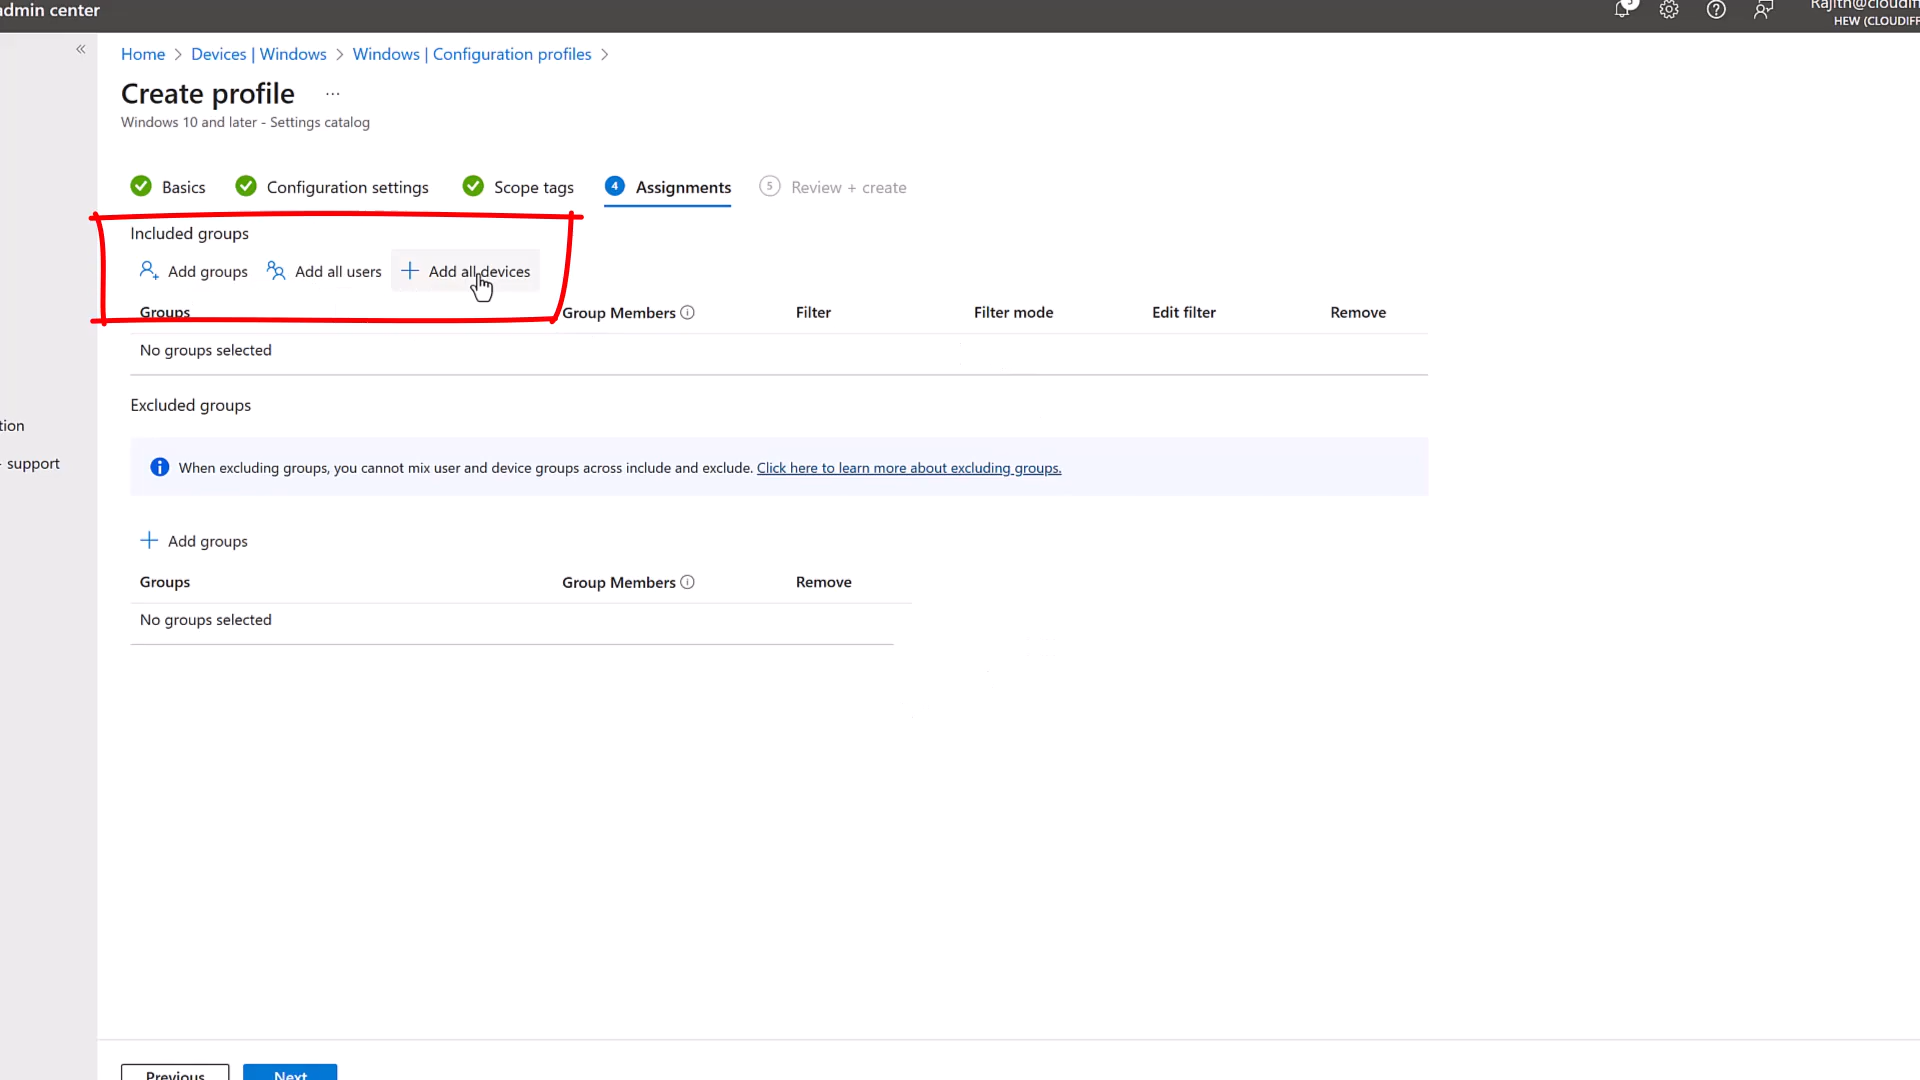 admin center
HEW (CLOUDIF
Home > Devices | Windows > Windows | Configuration profiles >
Create profile ...
Windows 10 and later - Settings catalog
Basics Configuration settings Scope tags 4 Assignments 5 Review + create
Included groups
Add groups Add all users Add all devices
Groups Group Members Filter Filter mode Edit filter Remove
No groups selected
Excluded groups
tion
When excluding groups, you cannot mix user and device groups across include and exclude. Click here to learn more about excluding groups.
support
Add groups
Groups Group Members Remove
No groups selected
Previous Next